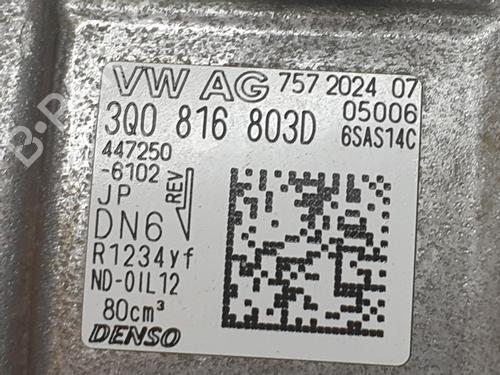 VW AG 757 2024 07
05006
3Q0 816 803D 6SAS14C
447250
-6102
JP REV
DN6
R1234yf
ND-OIL12
80cm³
DENSO
B-PARTS